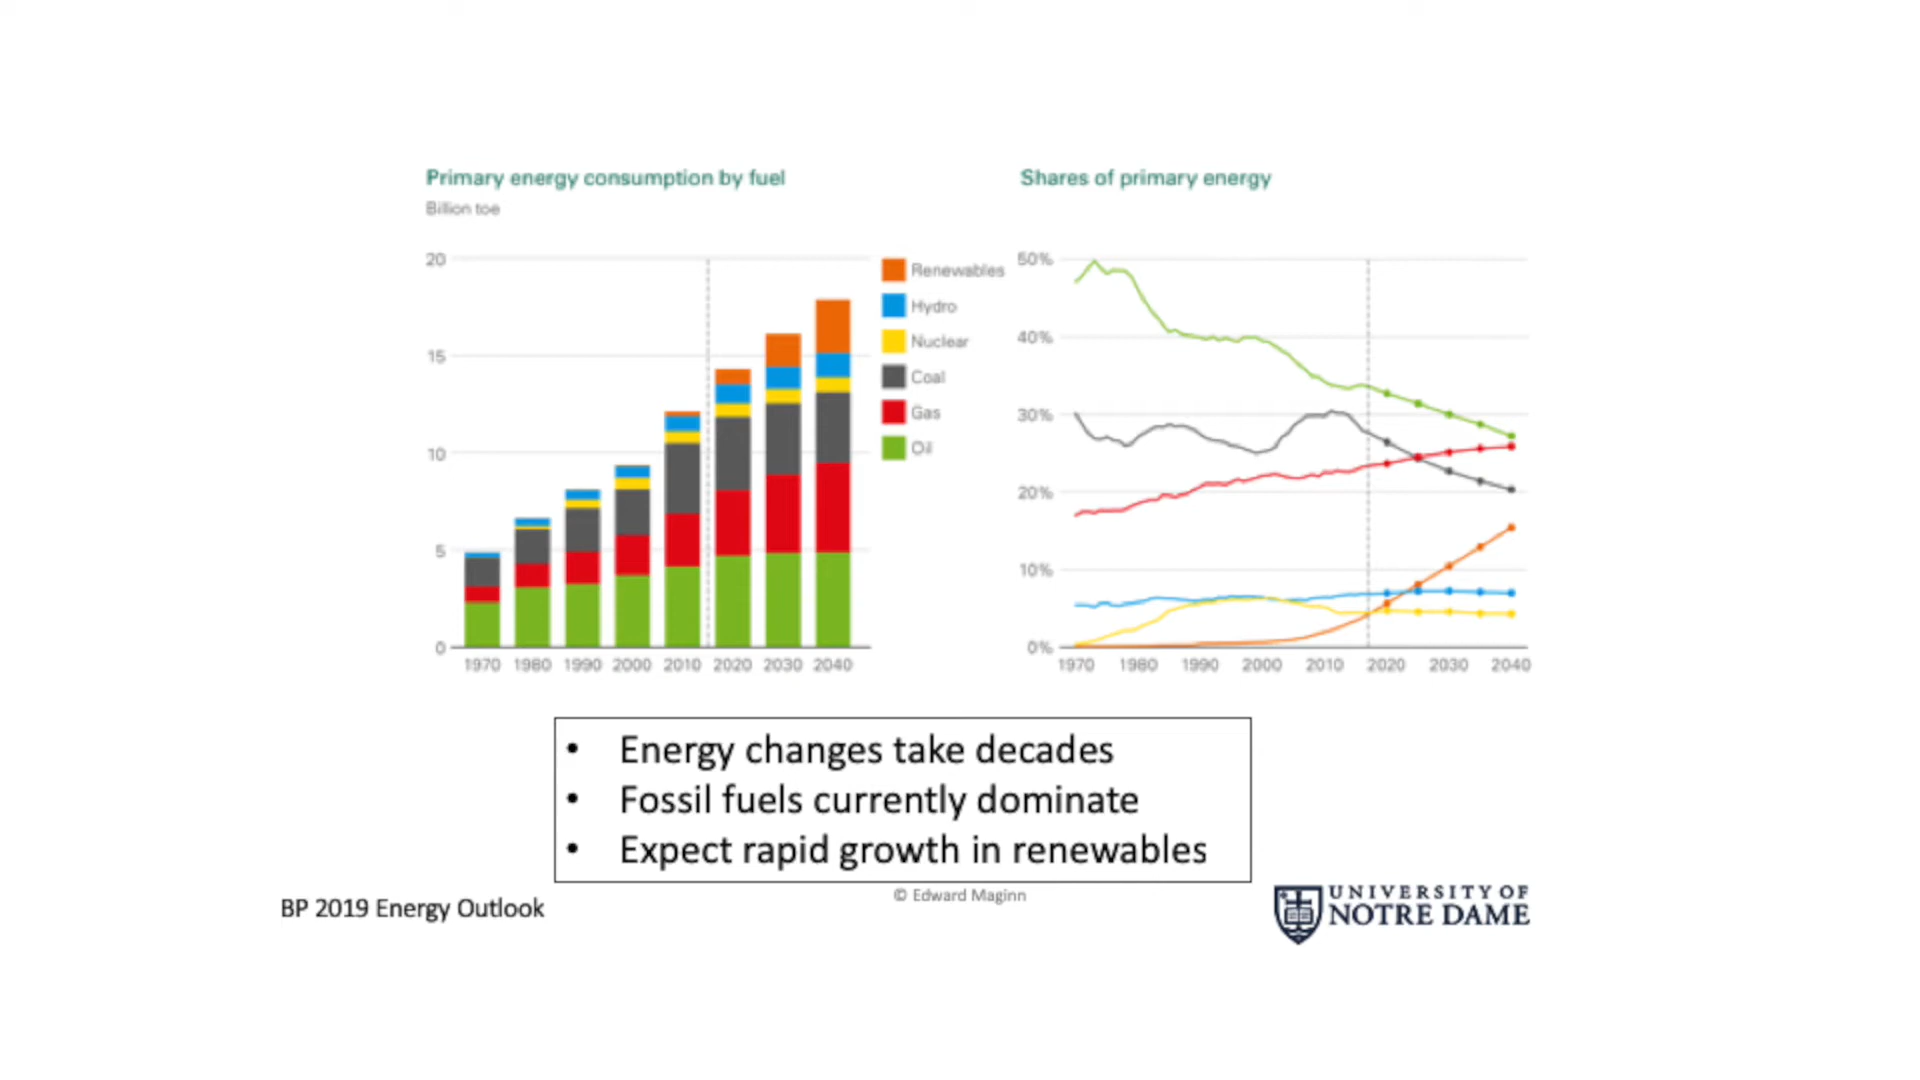 Primary energy consumption by fuel
Billion toe
20
15
10
5
0
1970 1980 1990 2000 2010 2020 2030 2040
Renewables
Hydro
Nuclear
Coal
Gas
Oil
Shares of primary energy
50%
40%
30%
20%
10%
0%
1970 1980 1990 2000 2010 2020 2030 2040
• Energy changes take decades
• Fossil fuels currently dominate
• Expect rapid growth in renewables
BP 2019 Energy Outlook
© Edward Maginn
UNIVERSITY OF
NOTRE DAME